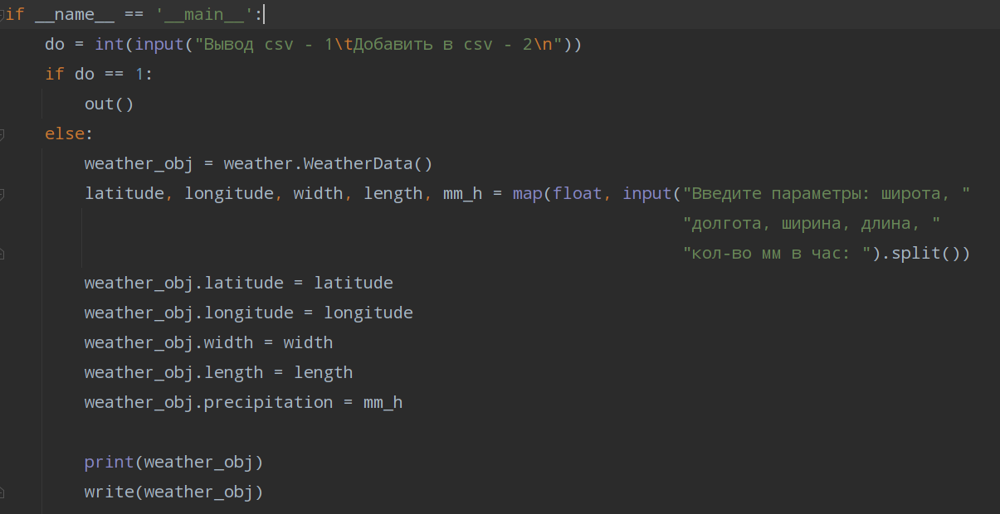 if __name__ == '__main__':
    do = int(input("Вывод csv - 1\tДобавить в csv - 2\n"))
    if do == 1:
        out()
    else:
        weather_obj = weather.WeatherData()
        latitude, longitude, width, length, mm_h = map(float, input("Введите параметры: широта, "
                                                                    "долгота, ширина, длина, "
                                                                    "кол-во мм в час: ").split())
        weather_obj.latitude = latitude
        weather_obj.longitude = longitude
        weather_obj.width = width
        weather_obj.length = length
        weather_obj.precipitation = mm_h

        print(weather_obj)
        write(weather_obj)